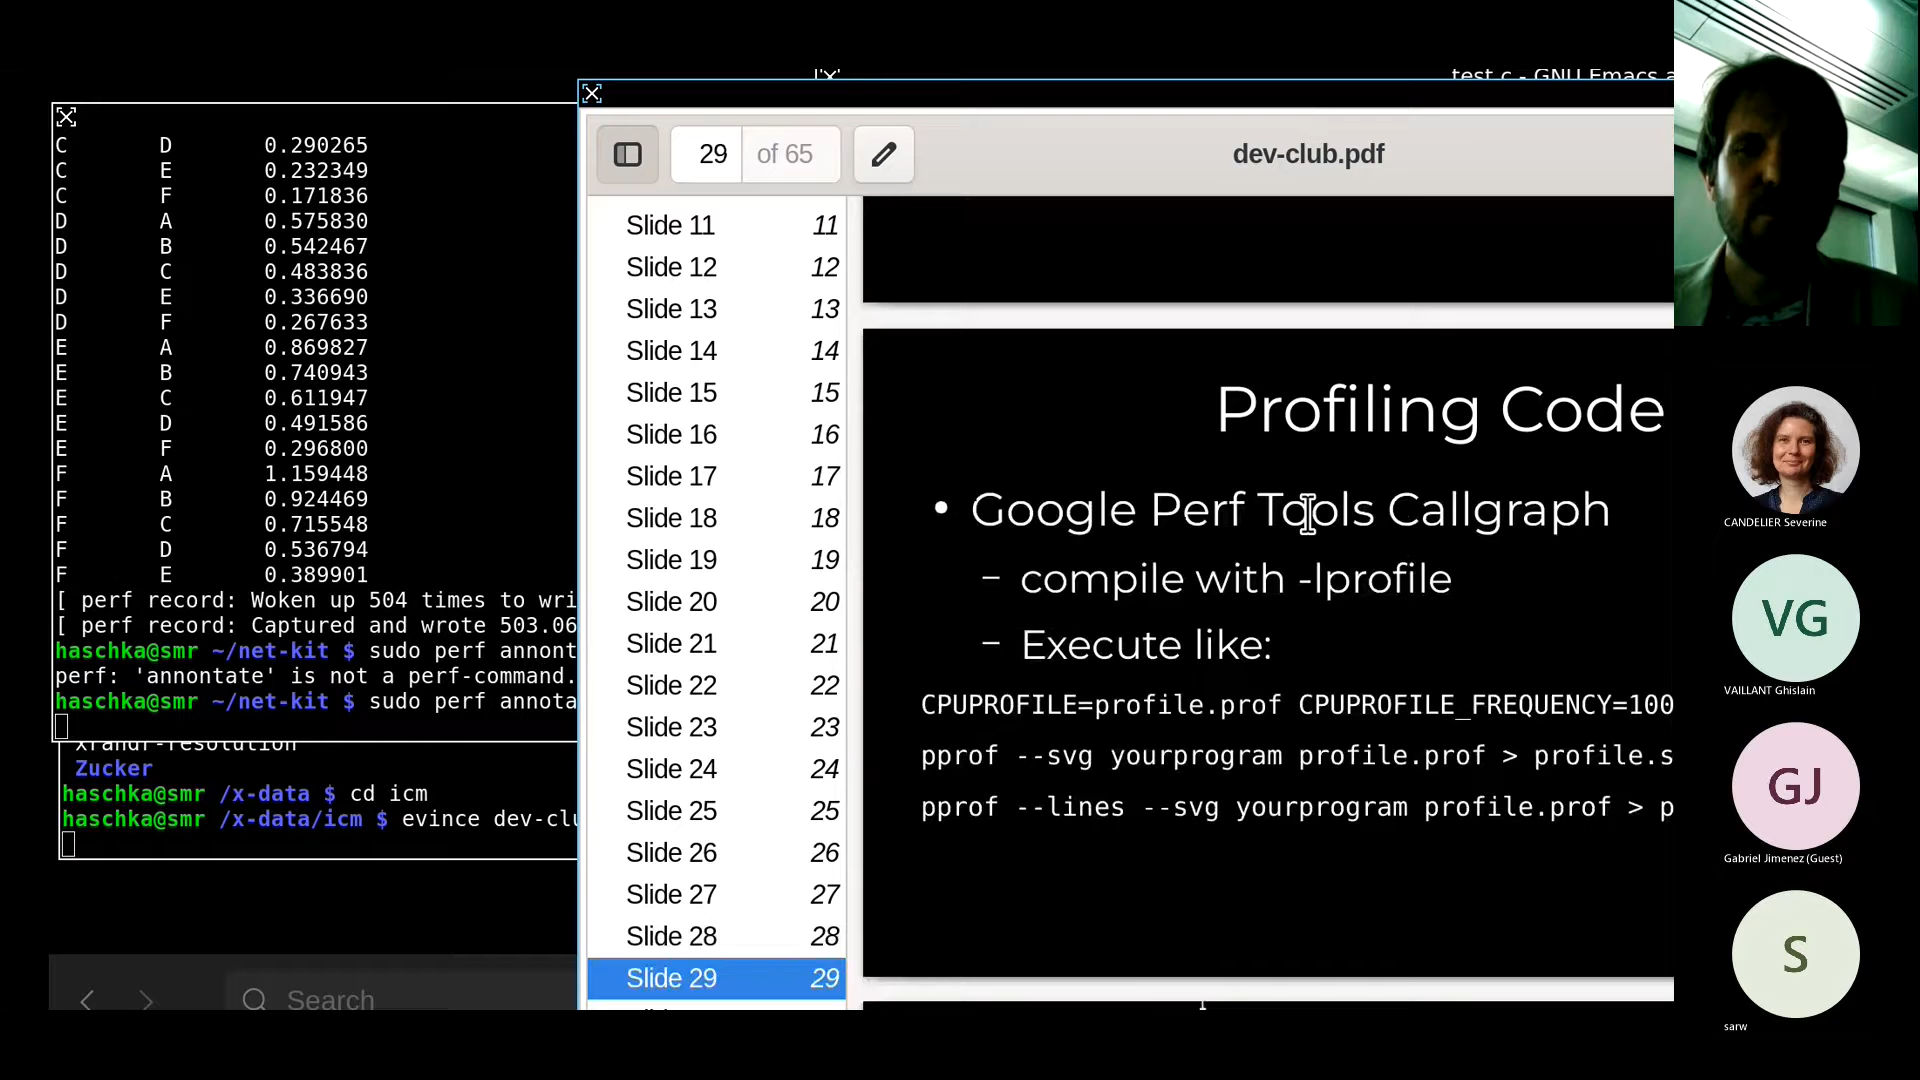 test.c - GNU Emacs a
C D 0.290265
C E 0.232349
C F 0.171836
D A 0.575830
D B 0.542467
D C 0.483836
D E 0.336690
D F 0.267633
E A 0.869827
E B 0.740943
E C 0.611947
E D 0.491586
E F 0.296800
F A 1.159448
F B 0.924469
F C 0.715548
F D 0.536794
F E 0.389901
[ perf record: Woken up 504 times to wri
[ perf record: Captured and wrote 503.06
haschka@smr ~/net-kit $ sudo perf annont
perf: 'annontate' is not a perf-command.
haschka@smr ~/net-kit $ sudo perf annota
xrandr-resolution
Zucker
haschka@smr /x-data $ cd icm
haschka@smr /x-data/icm $ evince dev-clu
Search
29 of 65
dev-club.pdf
Slide 11 11
Slide 12 12
Slide 13 13
Slide 14 14
Slide 15 15
Slide 16 16
Slide 17 17
Slide 18 18
Slide 19 19
Slide 20 20
Slide 21 21
Slide 22 22
Slide 23 23
Slide 24 24
Slide 25 25
Slide 26 26
Slide 27 27
Slide 28 28
Slide 29 29
Profiling Code
• Google Perf Tools Callgraph
– compile with -lprofile
– Execute like:
CPUPROFILE=profile.prof CPUPROFILE_FREQUENCY=100
pprof --svg yourprogram profile.prof > profile.s
pprof --lines --svg yourprogram profile.prof > p
CANDELIER Severine
VG
VAILLANT Ghislain
GJ
Gabriel Jimenez (Guest)
S
sarw